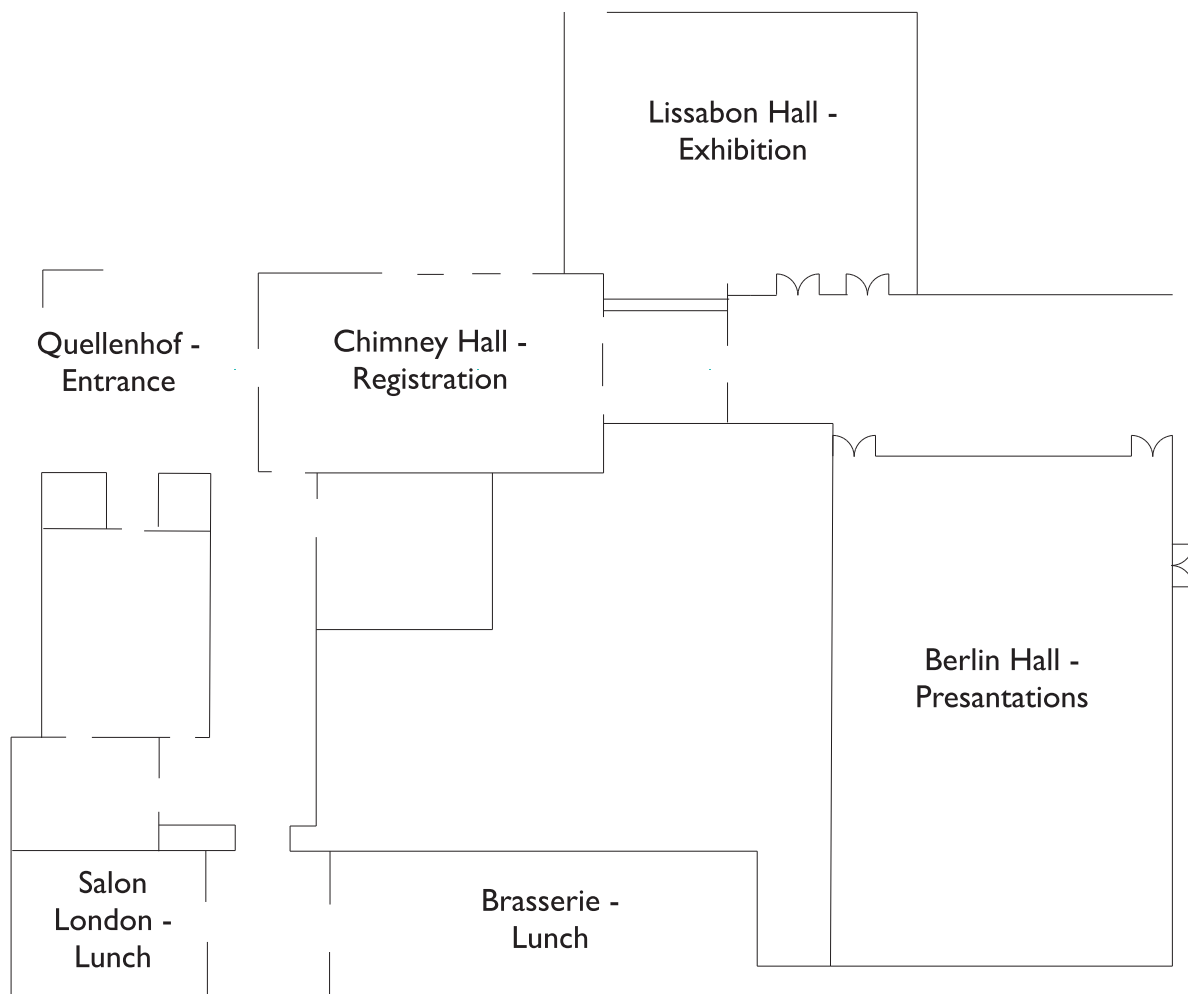 Lissabon Hall -
Exhibition
Quellenhof -
Entrance
Chimney Hall -
Registration
Berlin Hall -
Presantations
Salon
London -
Lunch
Brasserie -
Lunch